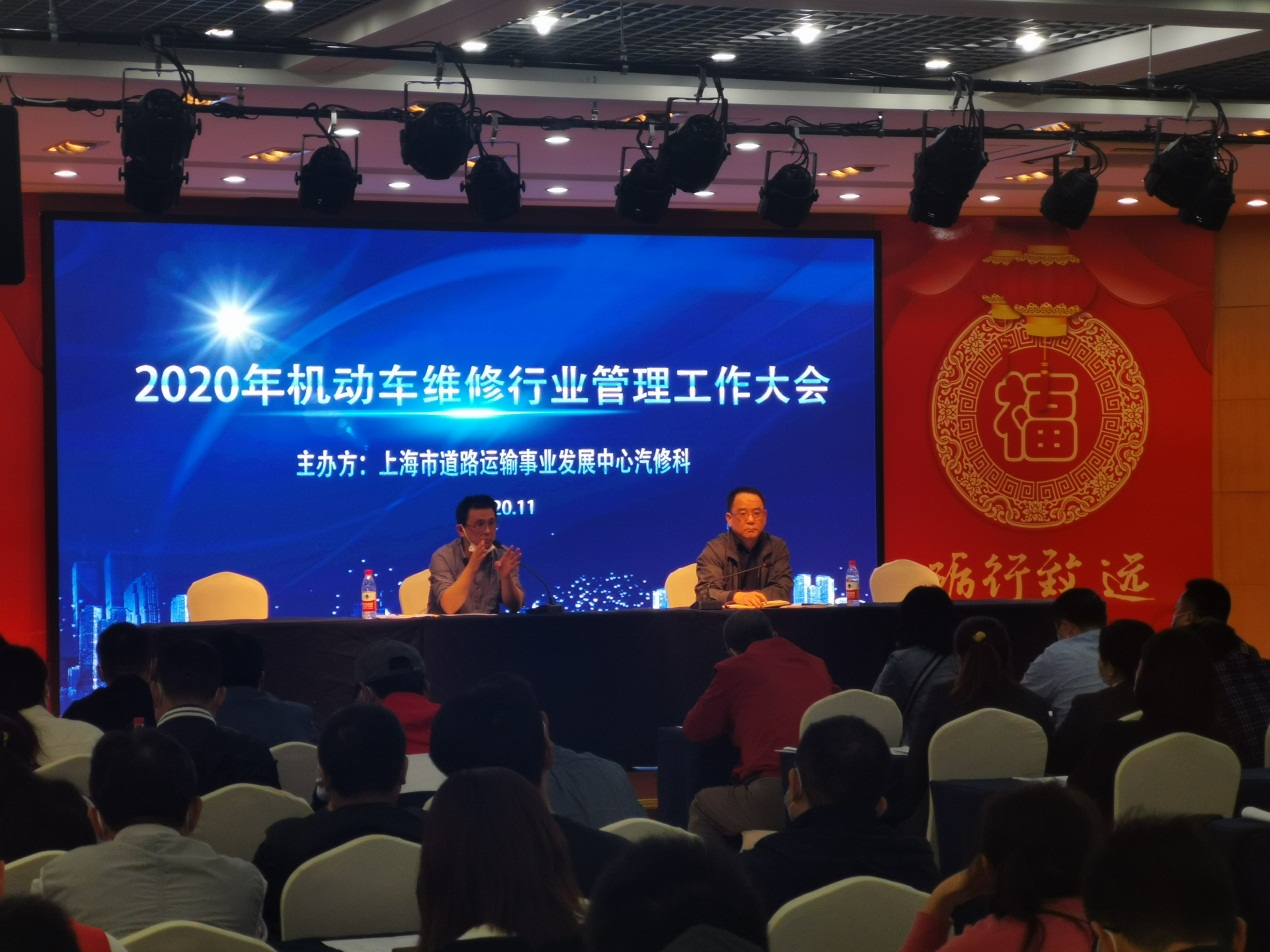 2020年机动车维修行业管理工作大会
主办方：上海市道路运输事业发展中心汽修科
20.11
福
砺行致远